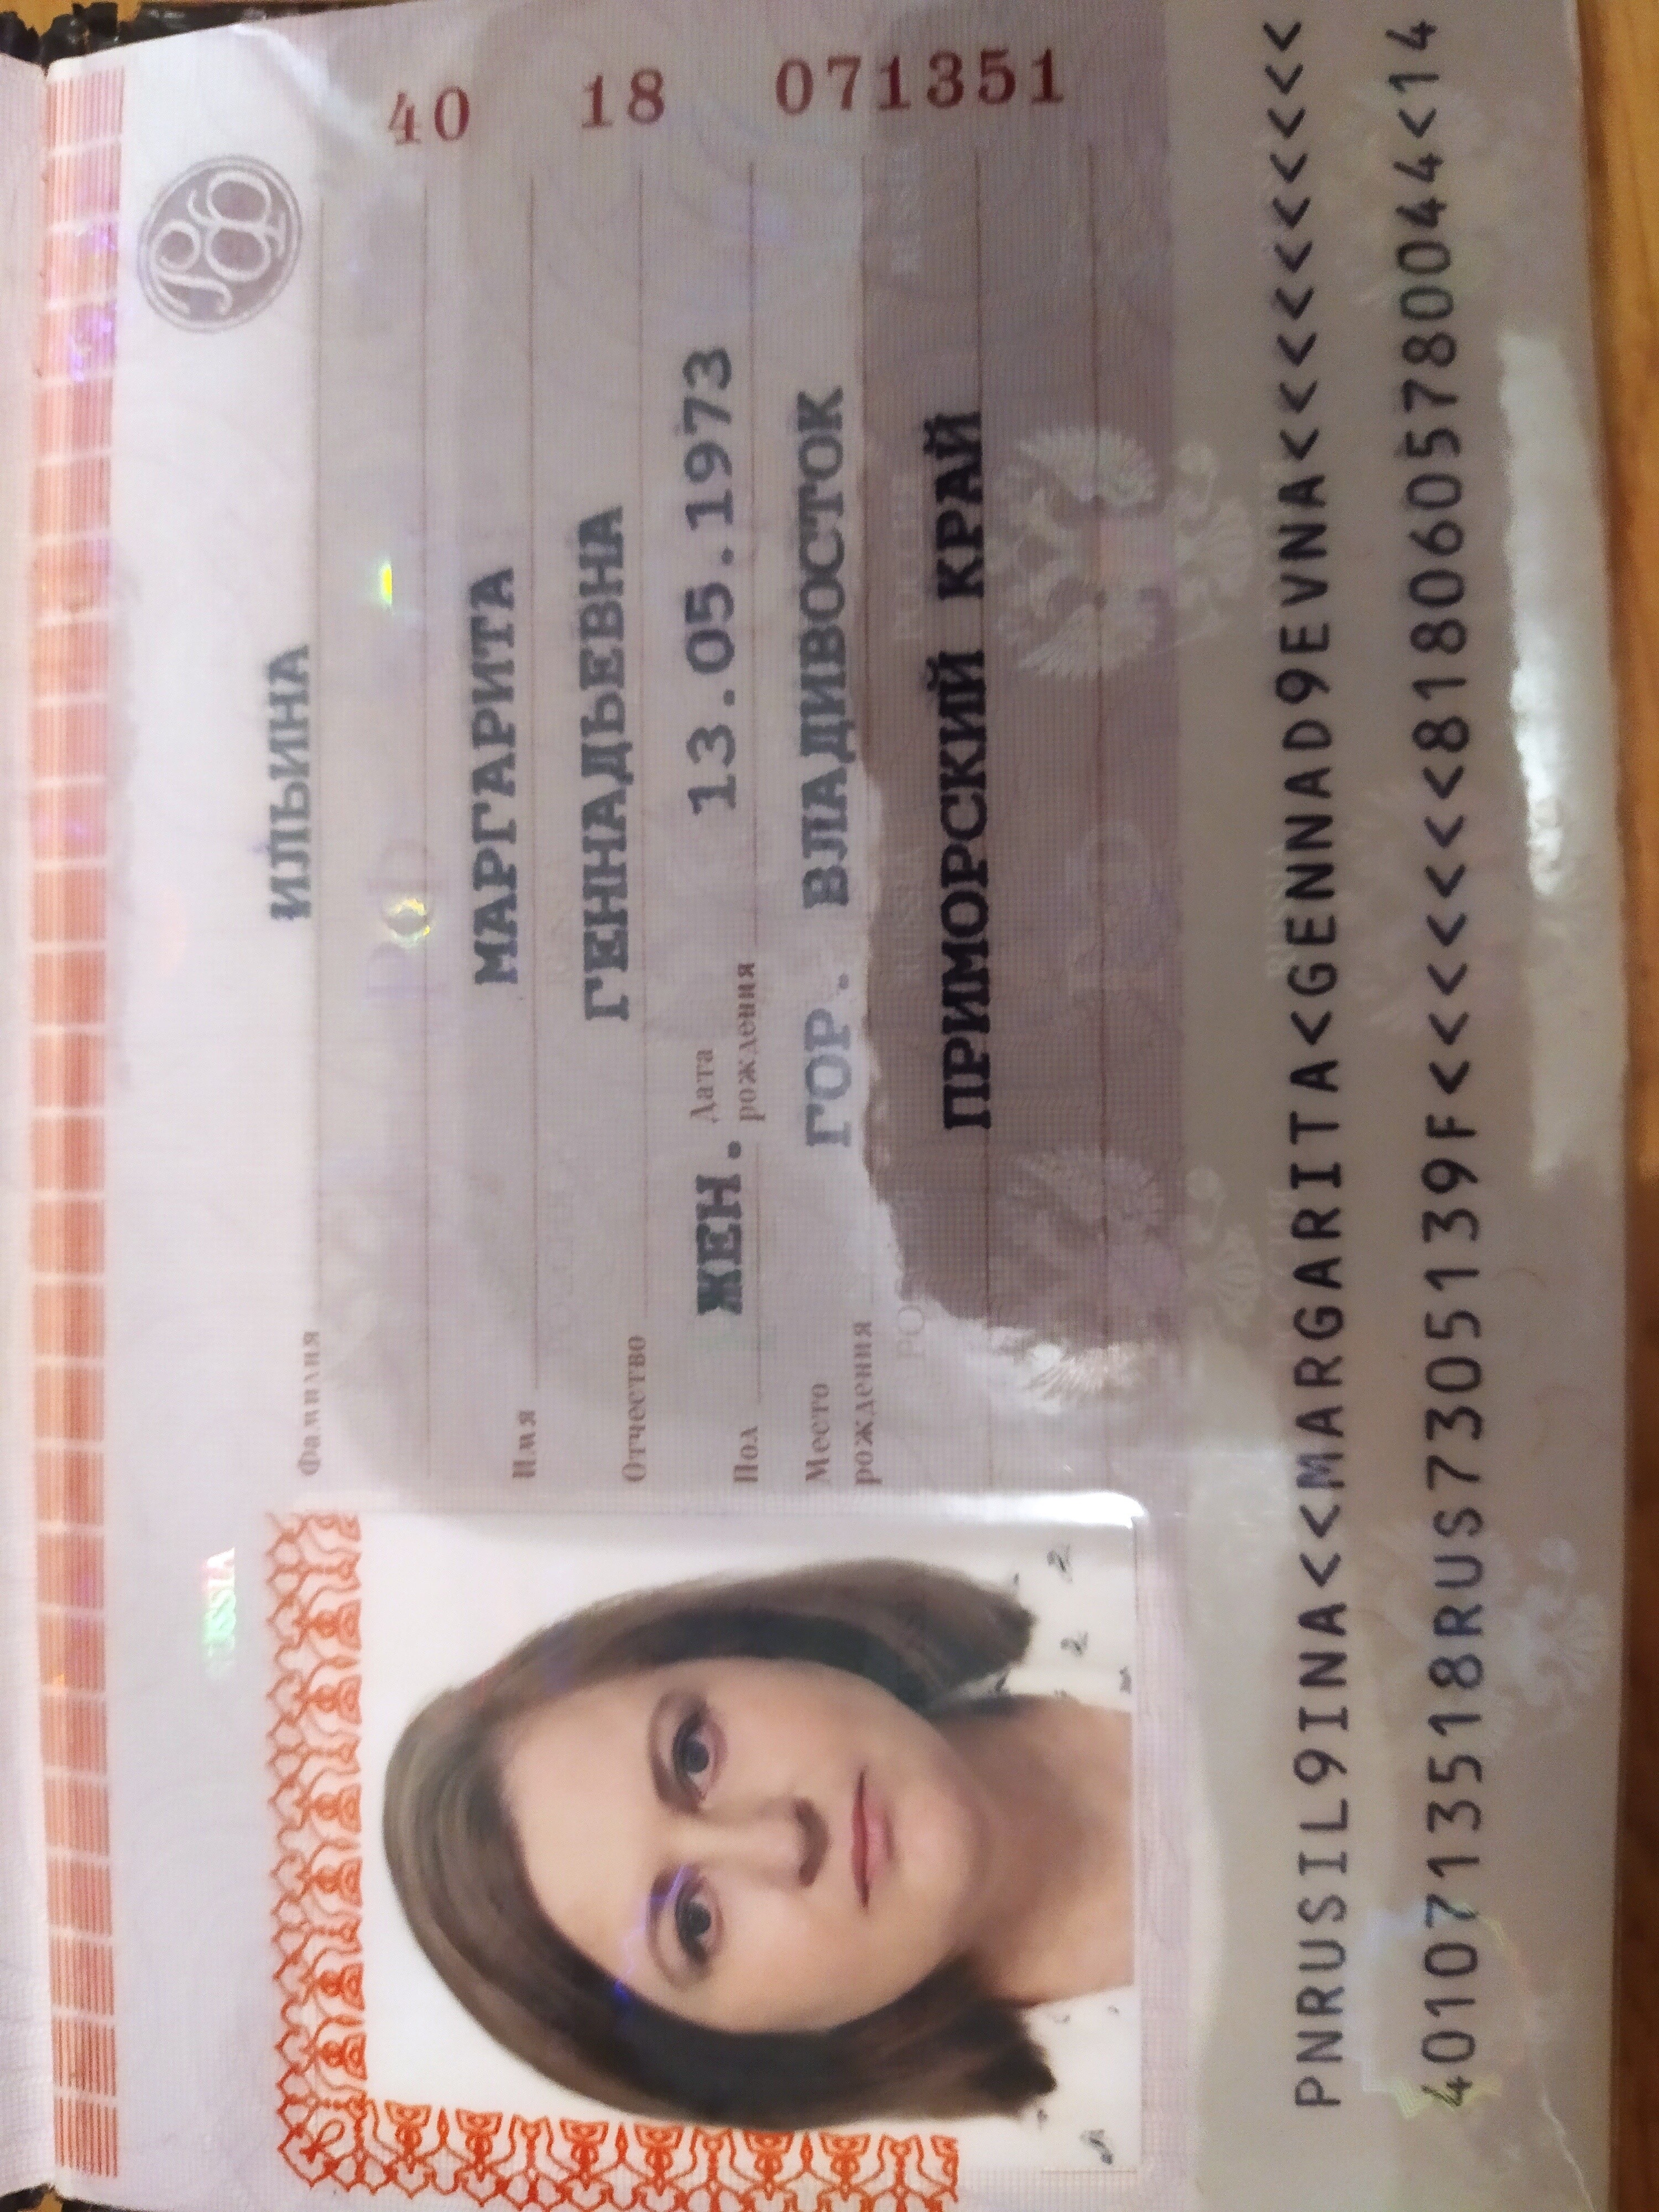 40 18 071351
Фамилия ИЛЬИНА
Имя МАРГАРИТА
Отчество ГЕННАДЬЕВНА
Пол ЖЕН. Дата рождения 13.05.1973
Место рождения ГОР. ВЛАДИВОСТОК
ПРИМОРСКИЙ КРАЙ
PNRUSIL9INA<<MARGARITA<GENNAD9EVNA<<<<<<<<<<
4010713518RUS7305139F<<<<<<<8180605780044<14